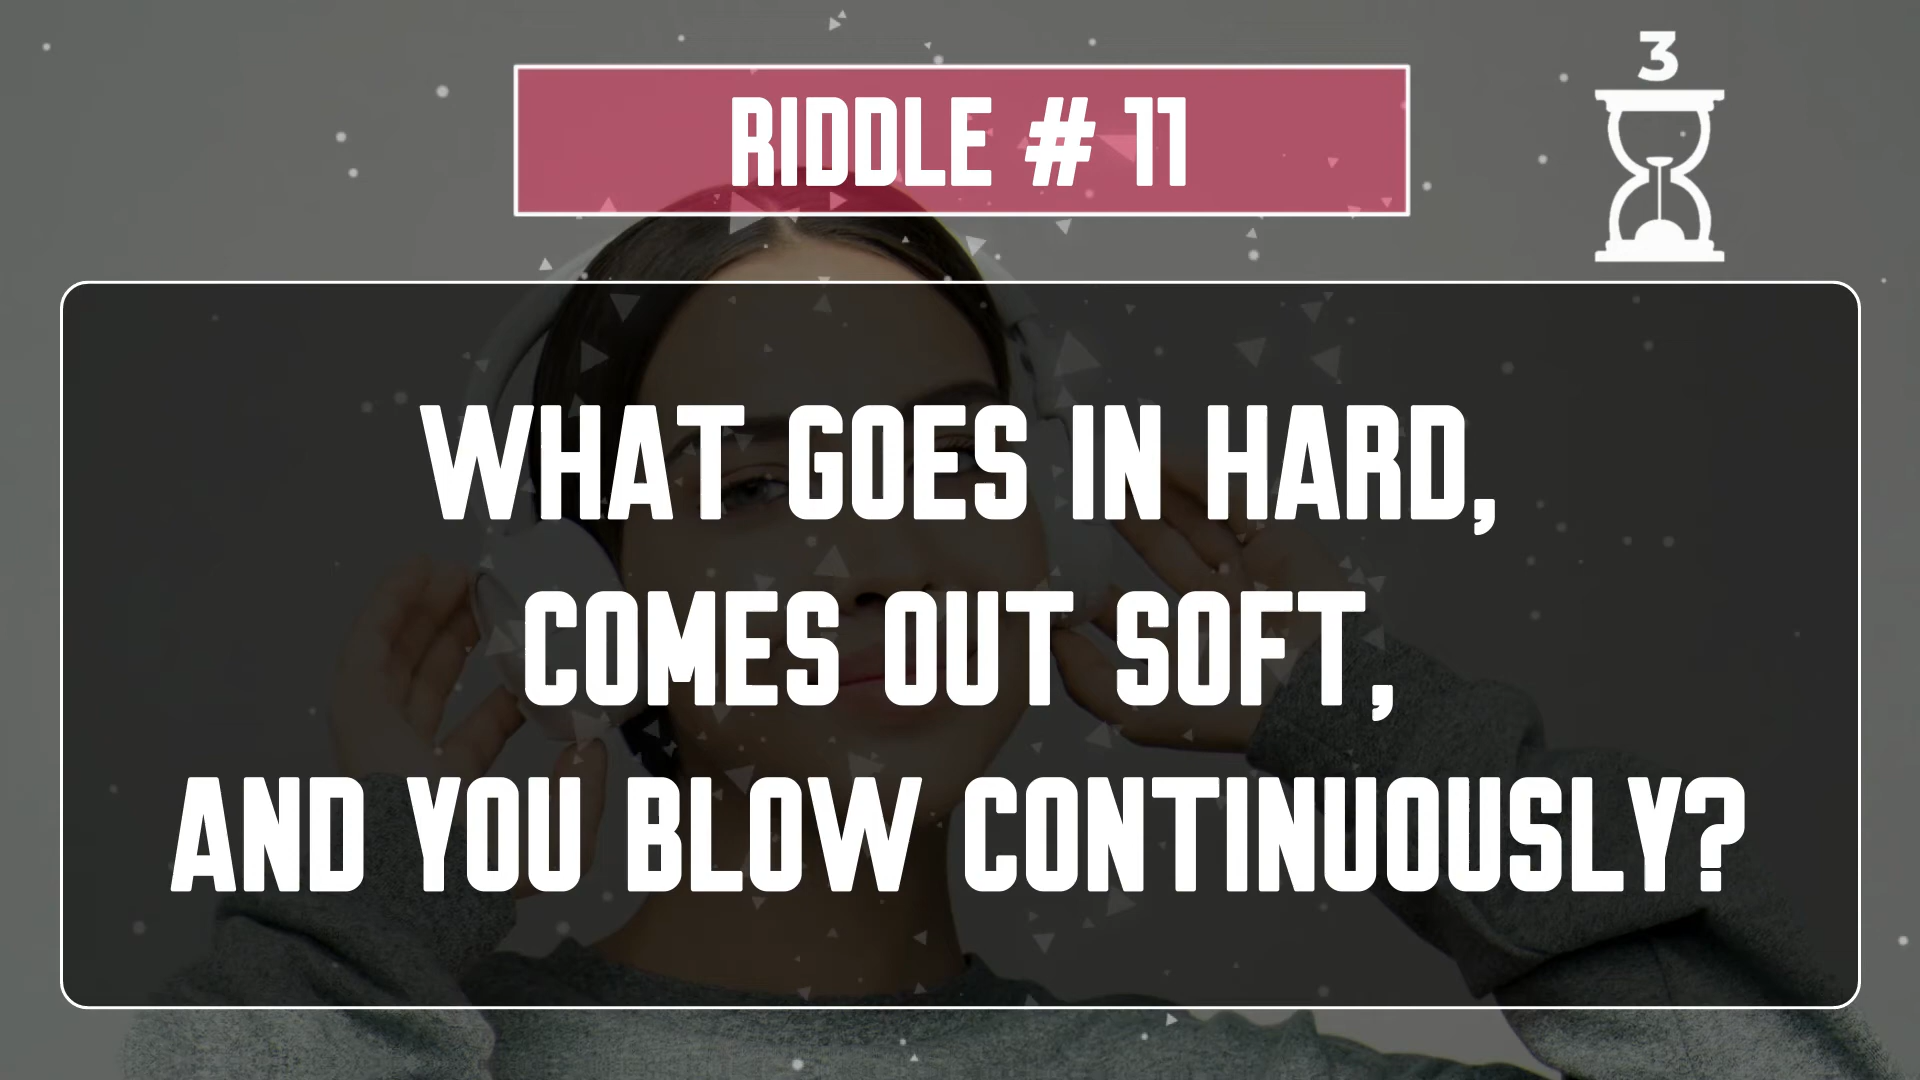 3
RIDDLE # 11
WHAT GOES IN HARD,
COMES OUT SOFT,
AND YOU BLOW CONTINUOUSLY?